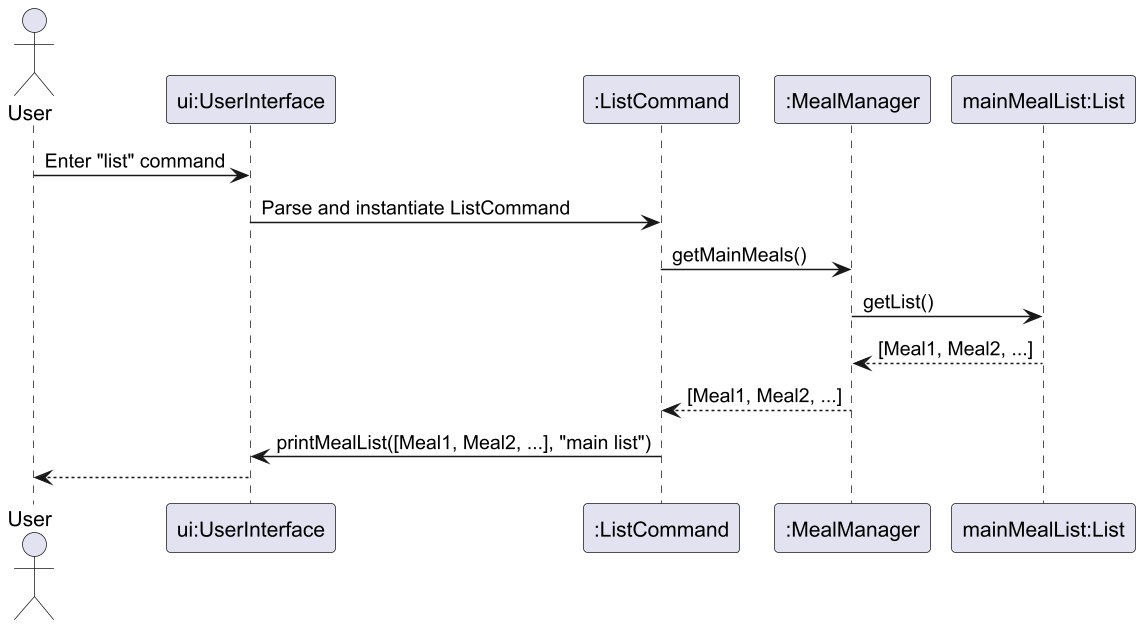 User
ui:UserInterface
:ListCommand
:MealManager
mainMealList:List
Enter "list" command
Parse and instantiate ListCommand
getMainMeals()
getList()
[Meal1, Meal2, ...]
[Meal1, Meal2, ...]
printMealList([Meal1, Meal2, ...], "main list")
User
ui:UserInterface
:ListCommand
:MealManager
mainMealList:List